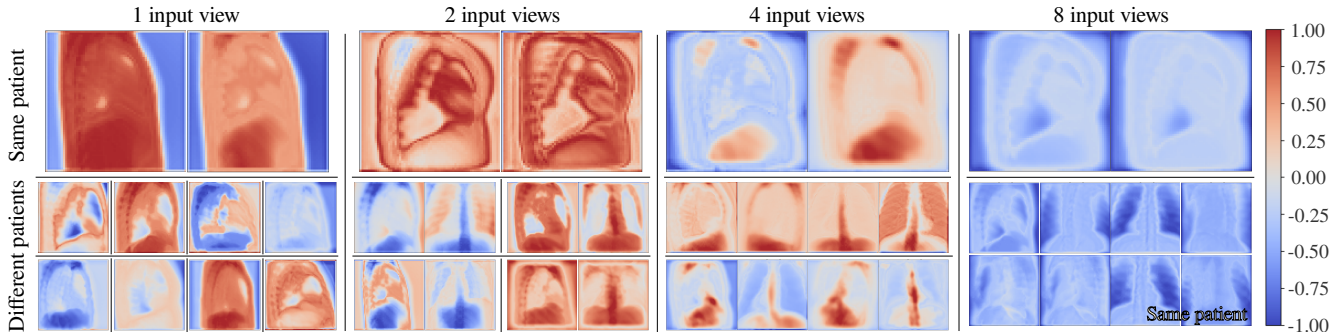 1 input view
2 input views
4 input views
8 input views
Same patient
Different patients
Same patient
1.00
0.75
0.50
0.25
0.00
-0.25
-0.50
-0.75
-1.00